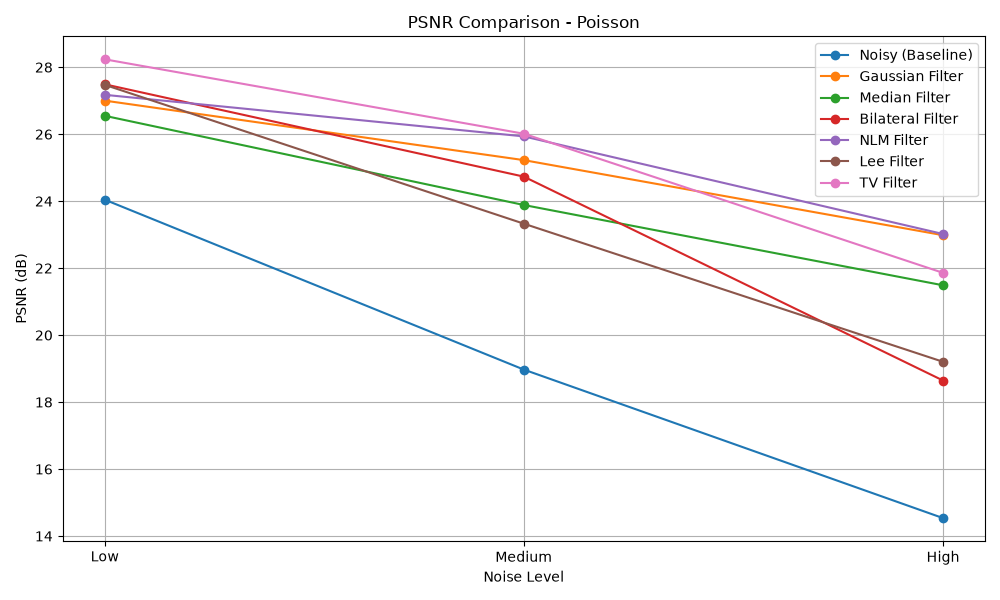 PSNR Comparison - Poisson
PSNR (dB)
28
26
24
22
20
18
16
14
Low
Medium
High
Noise Level
Noisy (Baseline)
Gaussian Filter
Median Filter
Bilateral Filter
NLM Filter
Lee Filter
TV Filter